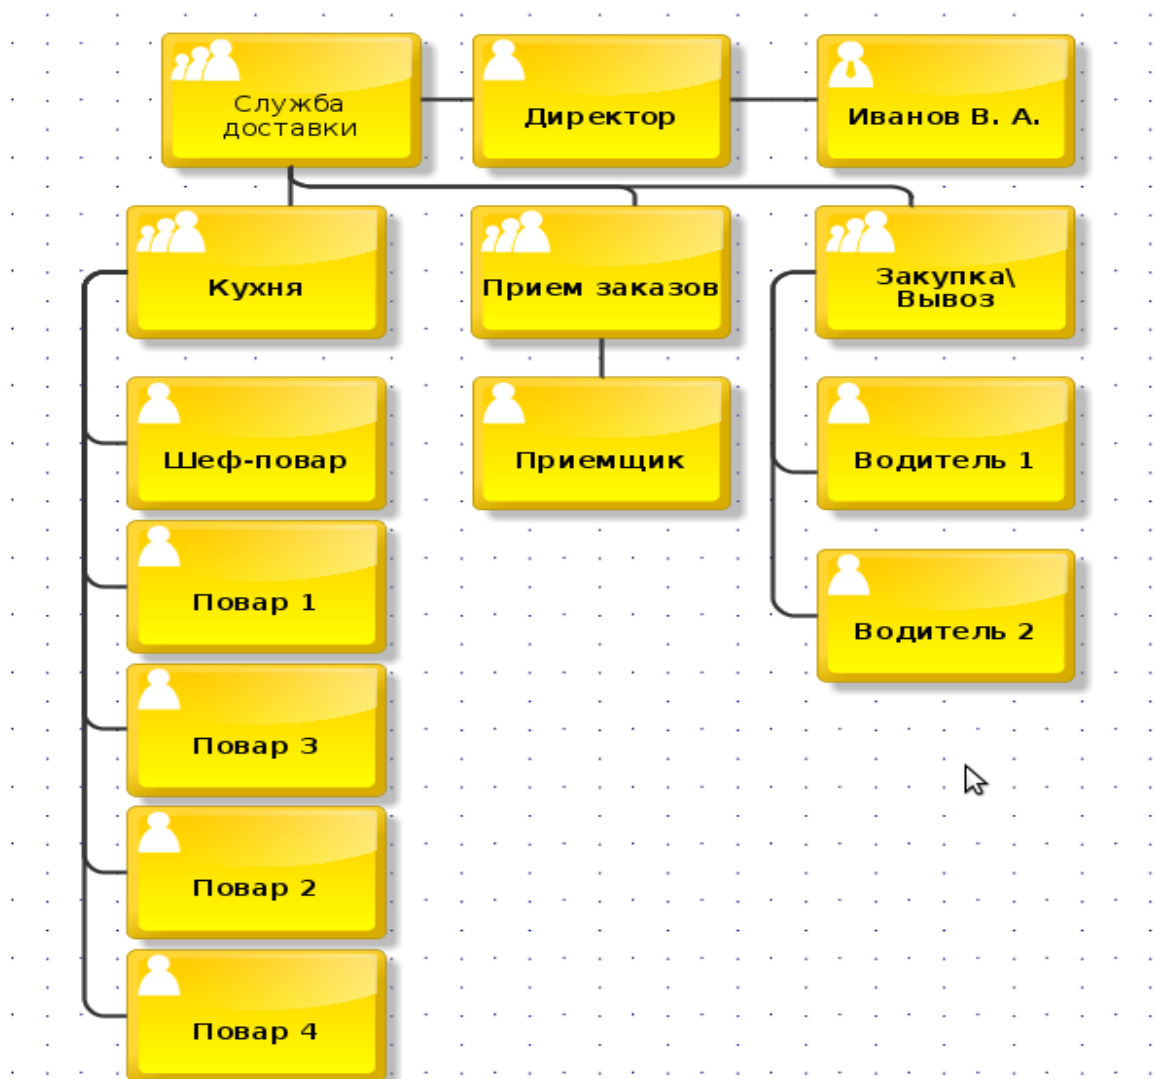 Служба
доставки
Директор
Иванов В. А.
Кухня
Прием заказов
Закупка\
Вывоз
Шеф-повар
Приемщик
Водитель 1
Повар 1
Водитель 2
Повар 3
Повар 2
Повар 4